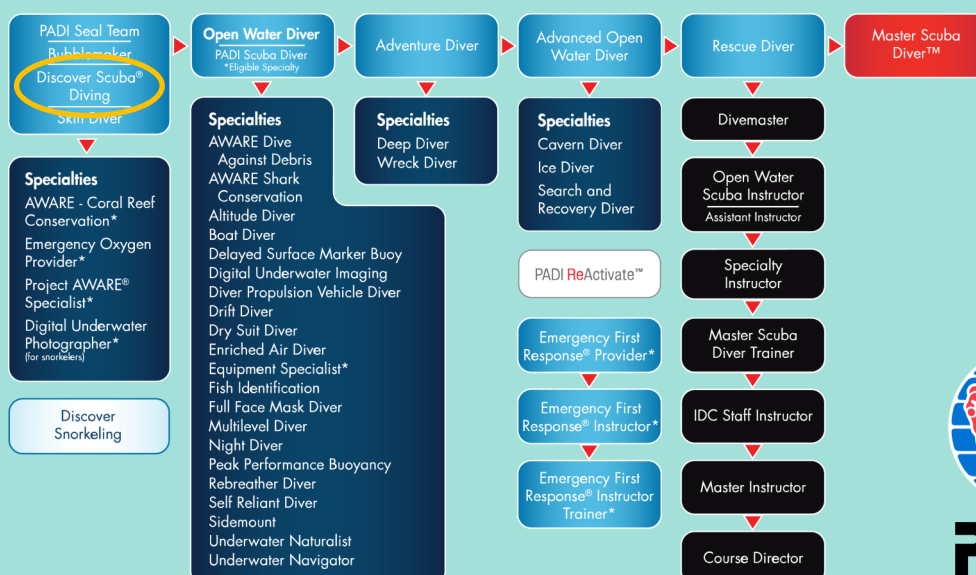 PADI Seal Team
Bubblemaker
Discover Scuba®
Diving
Skin Diver
Specialties
AWARE - Coral Reef
Conservation*
Emergency Oxygen
Provider*
Project AWARE®
Specialist*
Digital Underwater
Photographer*
(for snorkelers)
Discover
Snorkeling
Open Water Diver
PADI Scuba Diver
*Eligible Specialty
Specialties
AWARE Dive
Against Debris
AWARE Shark
Conservation
Altitude Diver
Boat Diver
Delayed Surface Marker Buoy
Digital Underwater Imaging
Diver Propulsion Vehicle Diver
Drift Diver
Dry Suit Diver
Enriched Air Diver
Equipment Specialist*
Fish Identification
Full Face Mask Diver
Multilevel Diver
Night Diver
Peak Performance Buoyancy
Rebreather Diver
Self Reliant Diver
Sidemount
Underwater Naturalist
Underwater Navigator
Adventure Diver
Specialties
Deep Diver
Wreck Diver
Advanced Open
Water Diver
Specialties
Cavern Diver
Ice Diver
Search and
Recovery Diver
PADI ReActivate™
Emergency First
Response® Provider*
Emergency First
Response® Instructor*
Emergency First
Response® Instructor
Trainer*
Rescue Diver
Divemaster
Open Water
Scuba Instructor
Assistant Instructor
Specialty
Instructor
Master Scuba
Diver Trainer
IDC Staff Instructor
Master Instructor
Course Director
Master Scuba
Diver™